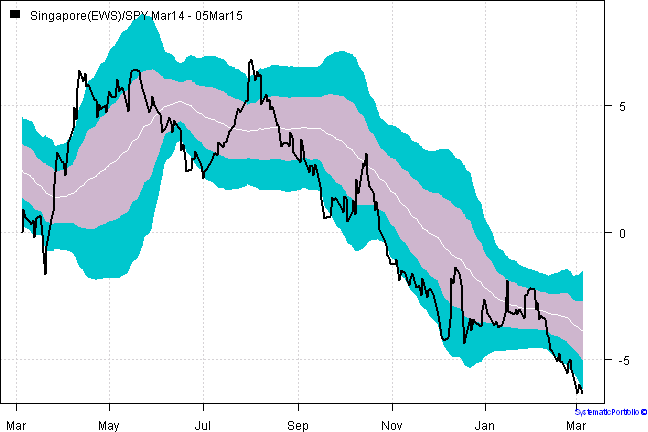 Singapore(EWS)/SPY Mar14 - 05Mar15
5
0
-5
SystematicPortfolio ©
Mar May Jul Sep Nov Jan Mar